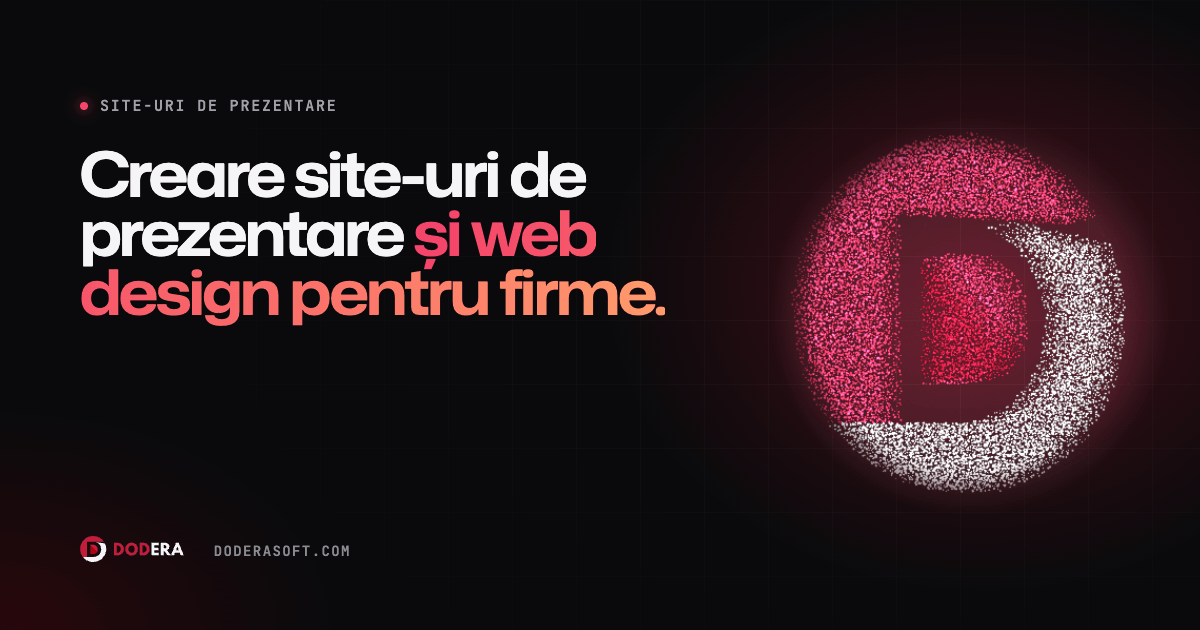 SITE-URI DE PREZENTARE
Creare site-uri de
prezentare și web
design pentru firme.
DODERA DODERASOFT.COM